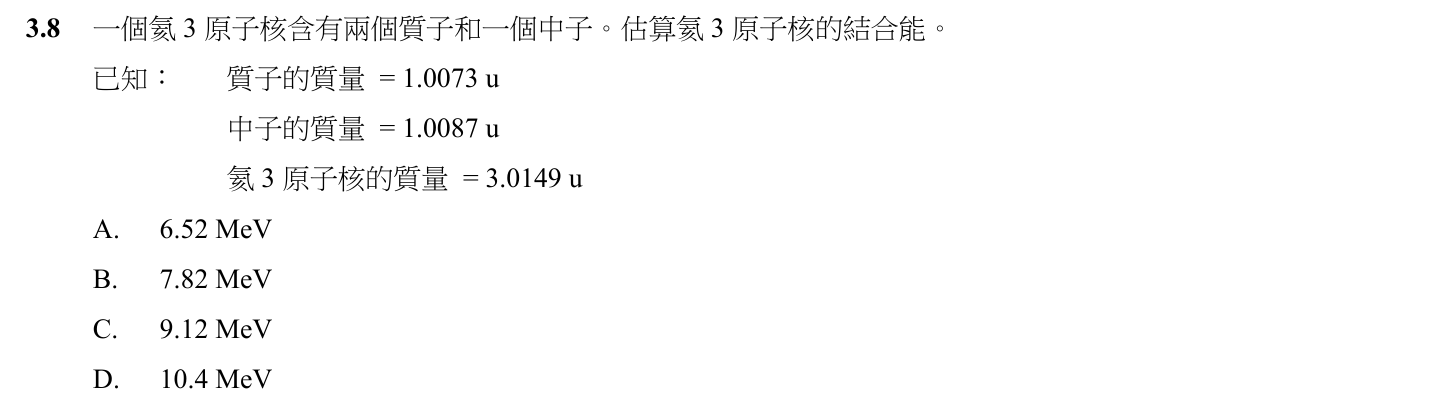 3.8 一個氦 3 原子核含有兩個質子和一個中子。估算氦 3 原子核的結合能。
已知： 質子的質量 = 1.0073 u
中子的質量 = 1.0087 u
氦 3 原子核的質量 = 3.0149 u
A. 6.52 MeV
B. 7.82 MeV
C. 9.12 MeV
D. 10.4 MeV